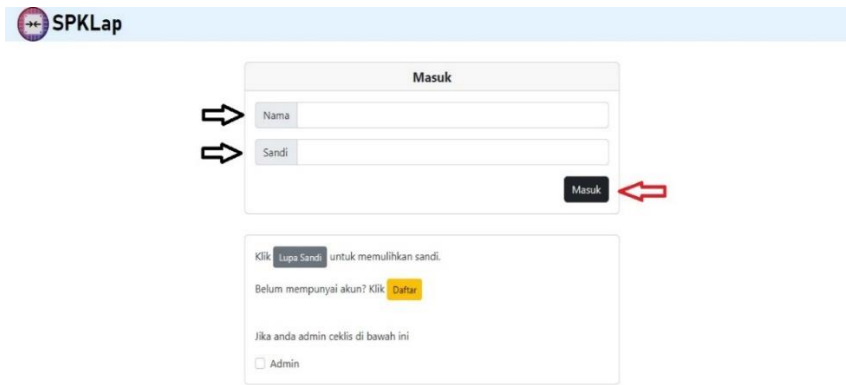 SPKLap
Masuk
Nama
Sandi
Masuk
Klik Lupa Sandi untuk memulihkan sandi.
Belum mempunyai akun? Klik Daftar
Jika anda admin ceklis di bawah ini
Admin